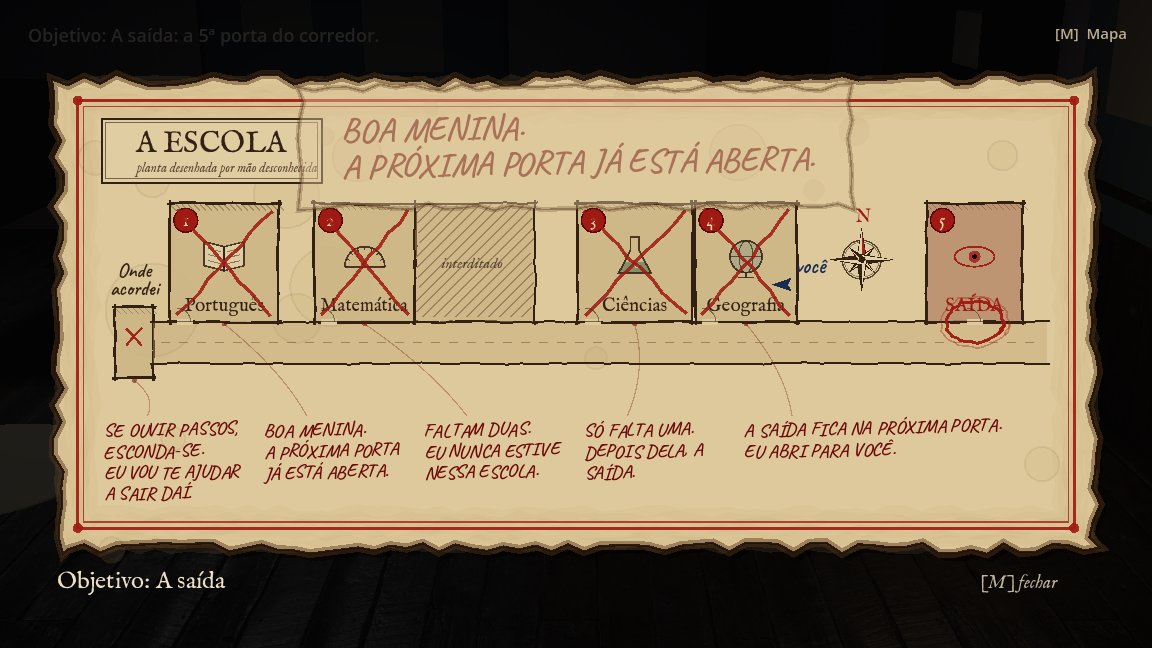 Objetivo: A saída: a 5ª porta do corredor.
[M] Mapa
A ESCOLA
planta desenhada por mão desconhecida
BOA MENINA.
A PRÓXIMA PORTA JÁ ESTÁ ABERTA.
1
2
3
4
5
N
Onde
acordei
Português
Matemática
interditado
Ciências
Geografia
você
SAÍDA
SE OUVIR PASSOS,
ESCONDA-SE.
EU VOU TE AJUDAR
A SAIR DAÍ
BOA MENINA.
A PRÓXIMA PORTA
JÁ ESTÁ ABERTA.
FALTAM DUAS.
EU NUNCA ESTIVE
NESSA ESCOLA.
SÓ FALTA UMA.
DEPOIS DELA, A
SAÍDA.
A SAÍDA FICA NA PRÓXIMA PORTA.
EU ABRI PARA VOCÊ.
Objetivo: A saída
[M] fechar